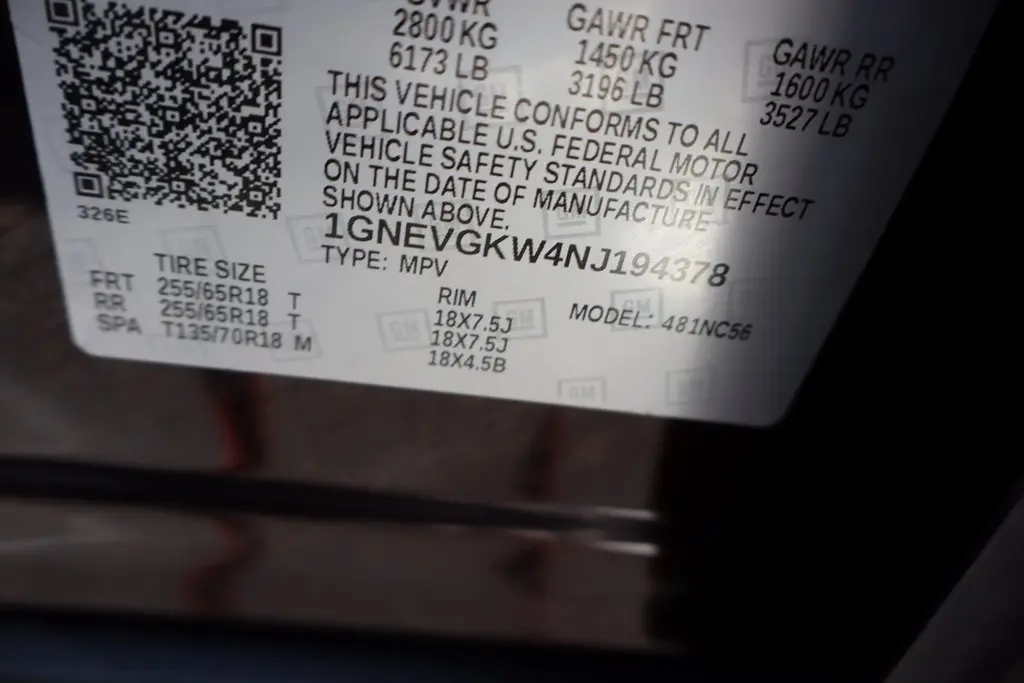 GVWR GAWR FRT GAWR RR
2800 KG 1450 KG 1600 KG
6173 LB 3196 LB 3527 LB
THIS VEHICLE CONFORMS TO ALL
APPLICABLE U.S. FEDERAL MOTOR
VEHICLE SAFETY STANDARDS IN EFFECT
ON THE DATE OF MANUFACTURE
SHOWN ABOVE.
326E
1GNEVGKW4NJ194378
TYPE: MPV
TIRE SIZE RIM MODEL: 481NC56
FRT 255/65R18 T 18X7.5J
RR 255/65R18 T 18X7.5J
SPA T135/70R18 M 18X4.5B